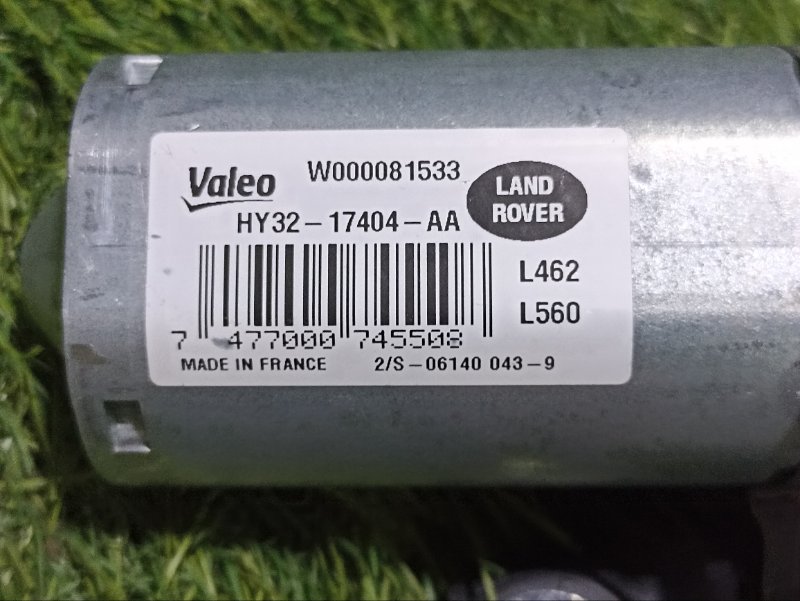 Valeo W000081533
LAND ROVER
HY32-17404-AA
L462
L560
7 477000 745508
MADE IN FRANCE 2/S-06140 043-9